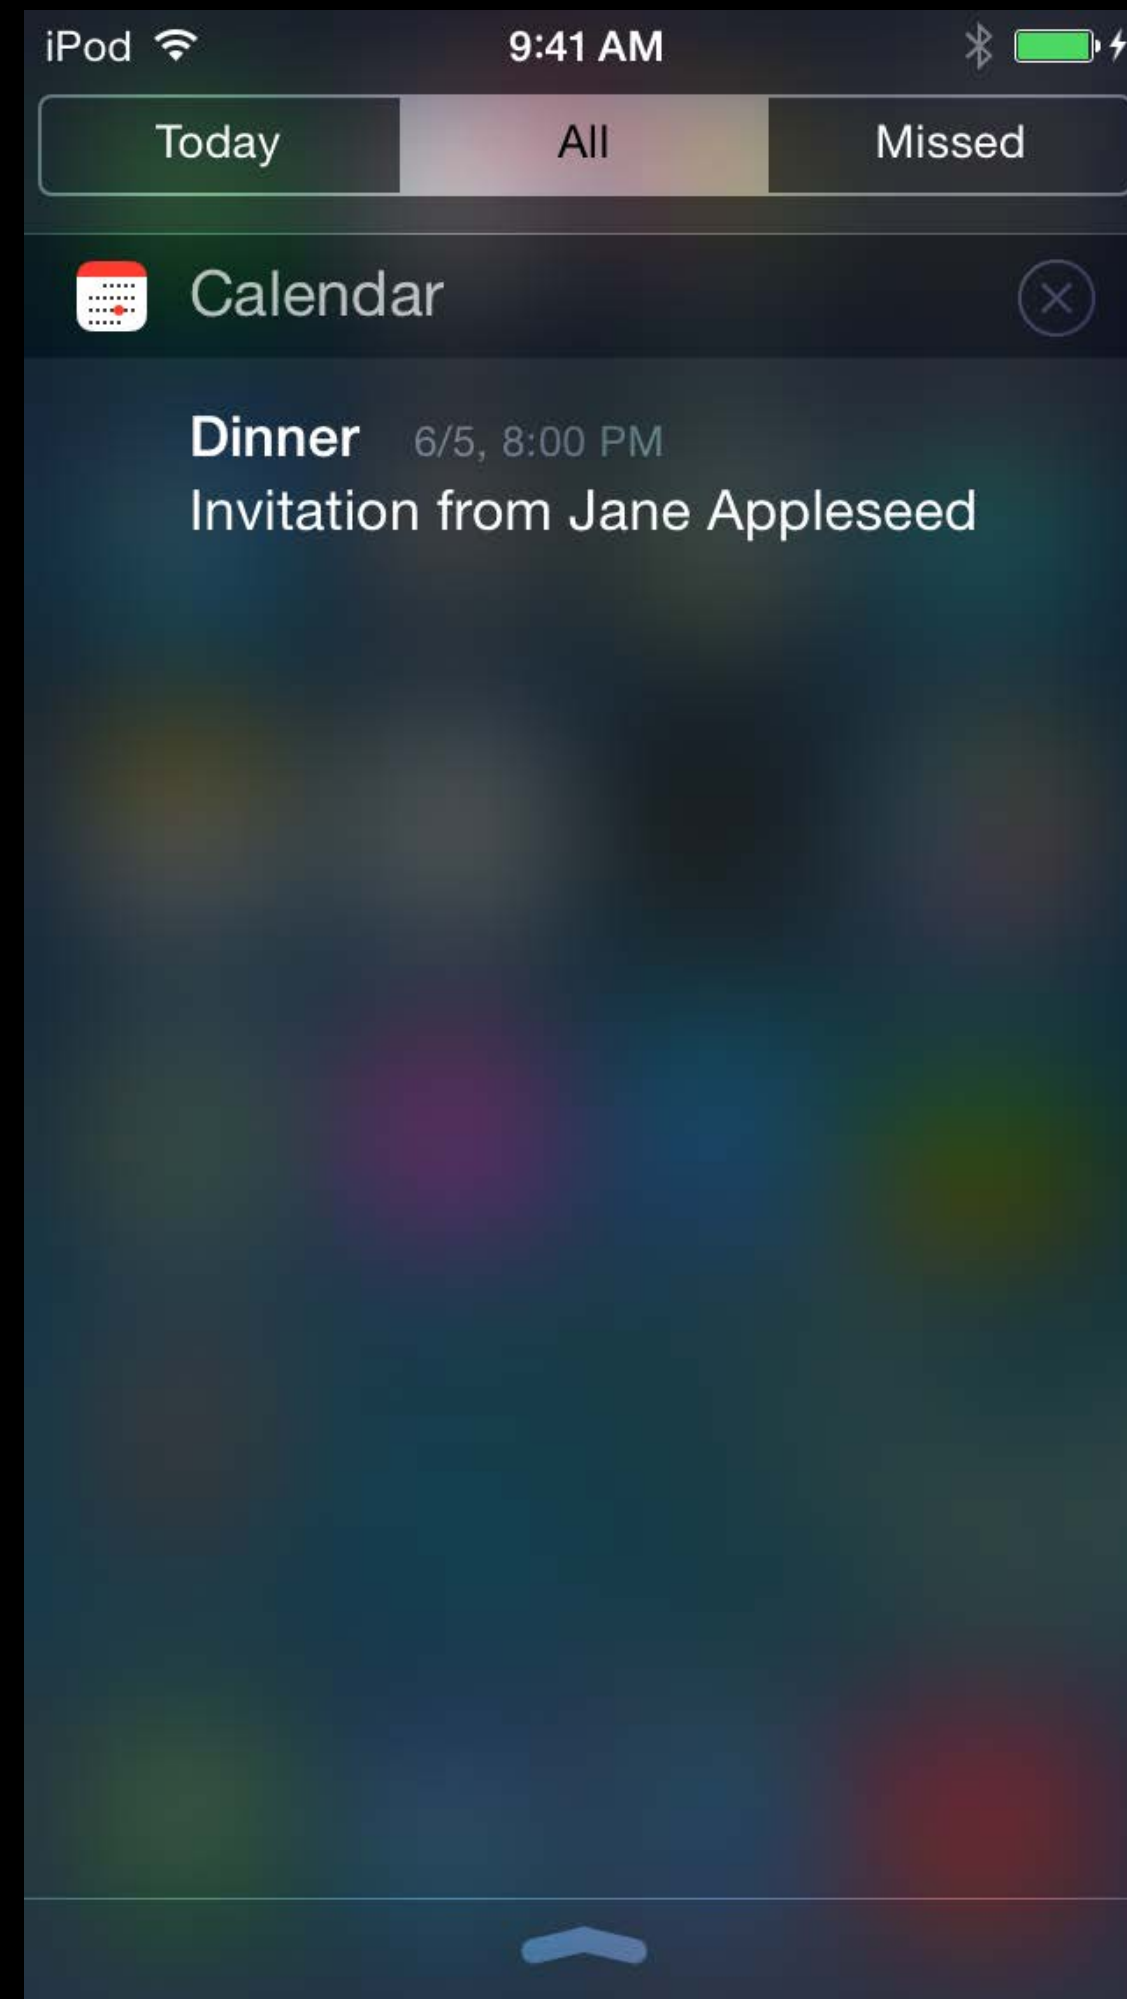 iPod 9:41 AM
Today All Missed
Calendar
Dinner 6/5, 8:00 PM
Invitation from Jane Appleseed